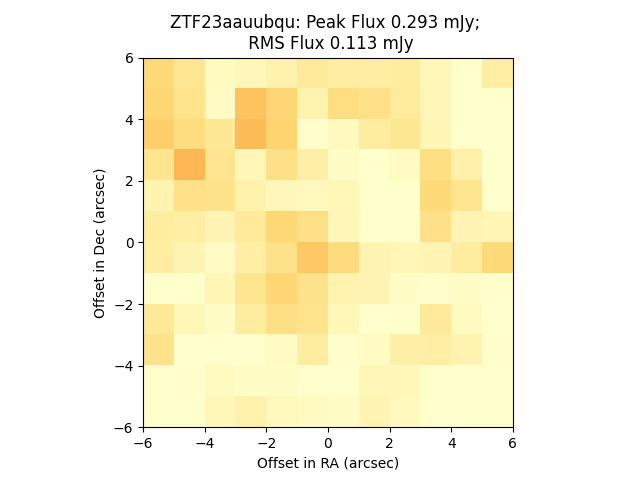 ZTF23aauubqu: Peak Flux 0.293 mJy;
RMS Flux 0.113 mJy
6
4
2
0
−2
−4
−6
Offset in Dec (arcsec)
−6 −4 −2 0 2 4 6
Offset in RA (arcsec)